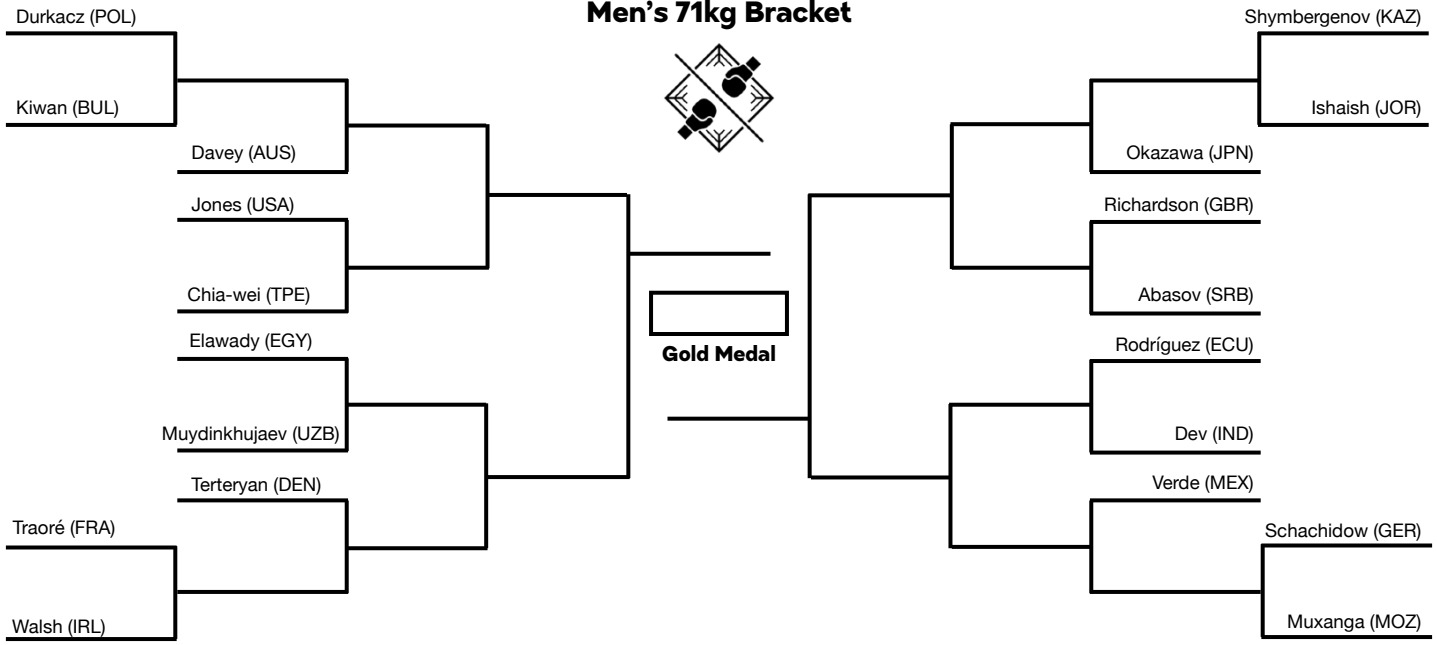 Men's 71kg Bracket
Durkacz (POL)
Kiwan (BUL)
Davey (AUS)
Jones (USA)
Chia-wei (TPE)
Elawady (EGY)
Muydinkhujaev (UZB)
Terteryan (DEN)
Traoré (FRA)
Walsh (IRL)
Gold Medal
Shymbergenov (KAZ)
Ishaish (JOR)
Okazawa (JPN)
Richardson (GBR)
Abasov (SRB)
Rodríguez (ECU)
Dev (IND)
Verde (MEX)
Schachidow (GER)
Muxanga (MOZ)